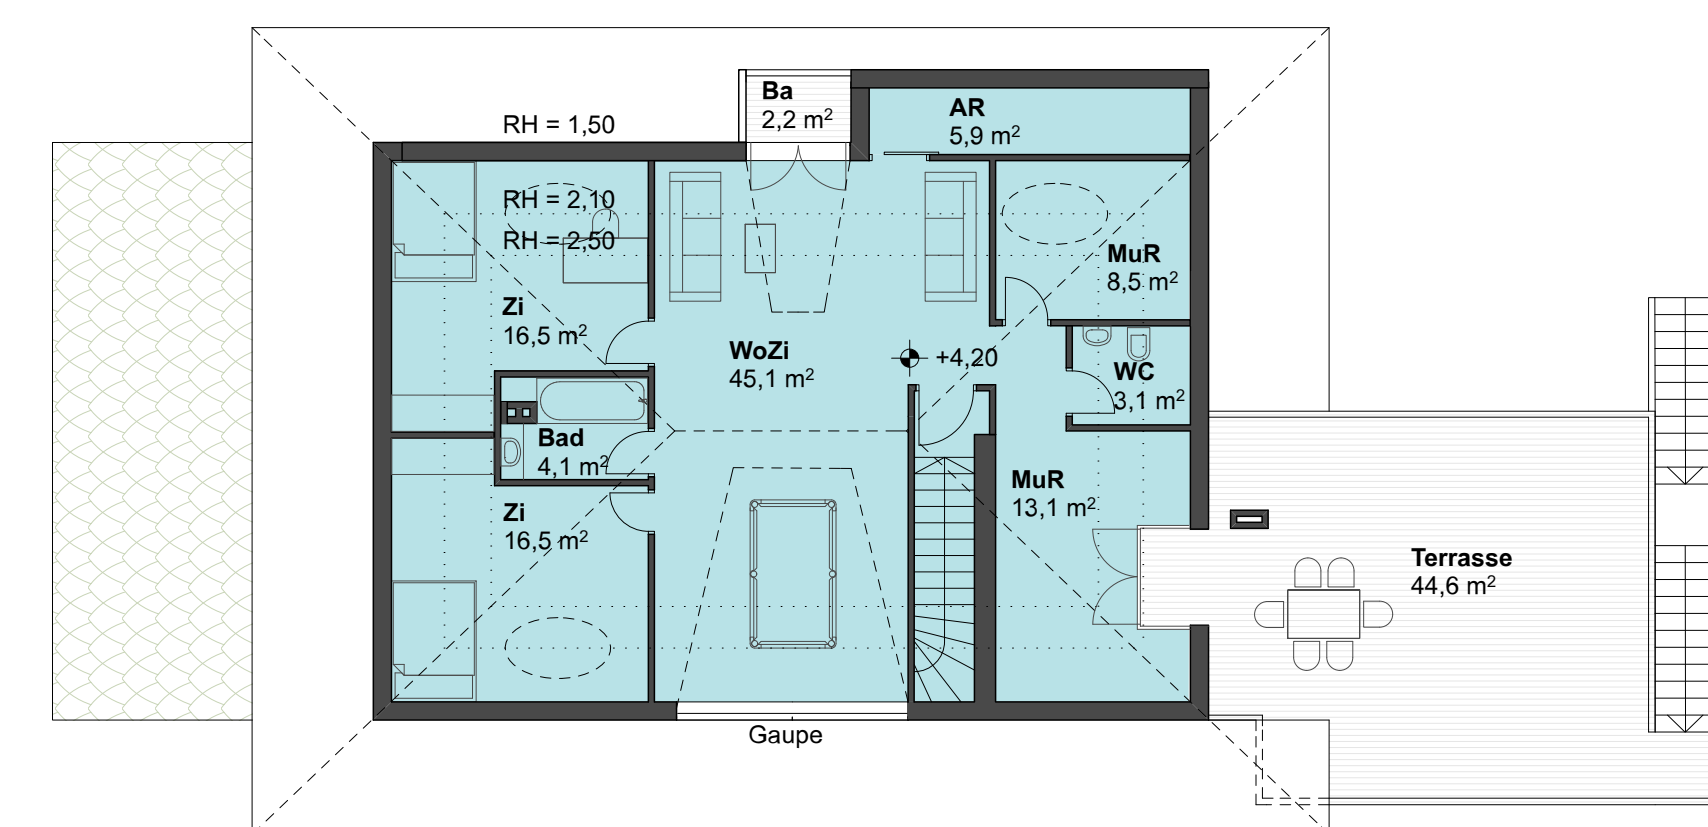 Ba
2,2 m²
AR
5,9 m²
RH = 1,50
RH = 2,10
RH = 2,50
MuR
8,5 m²
Zi
16,5 m²
WoZi
45,1 m²
+4,20
WC
3,1 m²
Bad
4,1 m²
MuR
13,1 m²
Zi
16,5 m²
Terrasse
44,6 m²
Gaupe